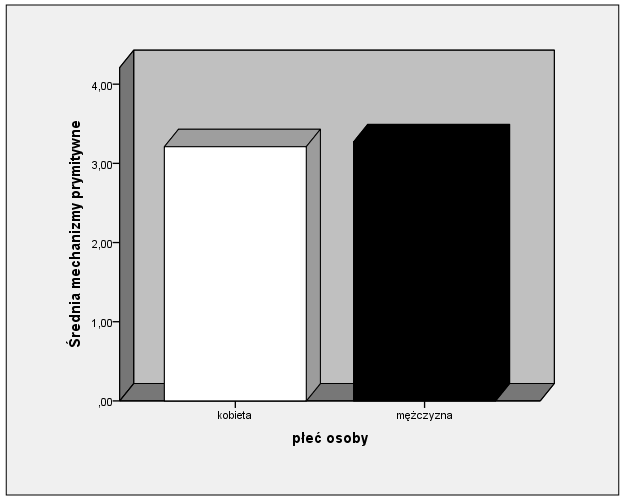 Średnia mechanizmy prymitywne
4,00
3,00
2,00
1,00
,00
kobieta
mężczyzna
płeć osoby